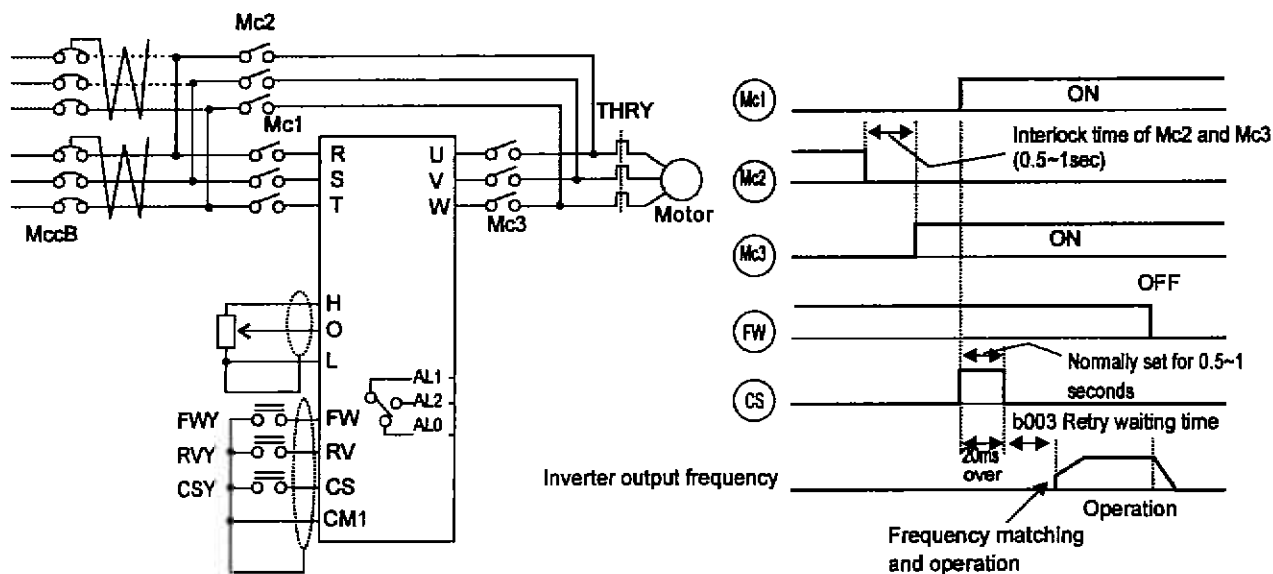 Mc2
Mc1
THRY
R
S
T
U
V
W
Mc3
Motor
MccB
H
O
L
AL1
AL2
AL0
FWY
FW
RVY
RV
CSY
CS
CM1
Mc1
ON
Interlock time of Mc2 and Mc3
(0.5~1sec)
Mc2
Mc3
ON
OFF
FW
Normally set for 0.5~1
seconds
CS
b003 Retry waiting time
20ms
over
Inverter output frequency
Operation
Frequency matching
and operation